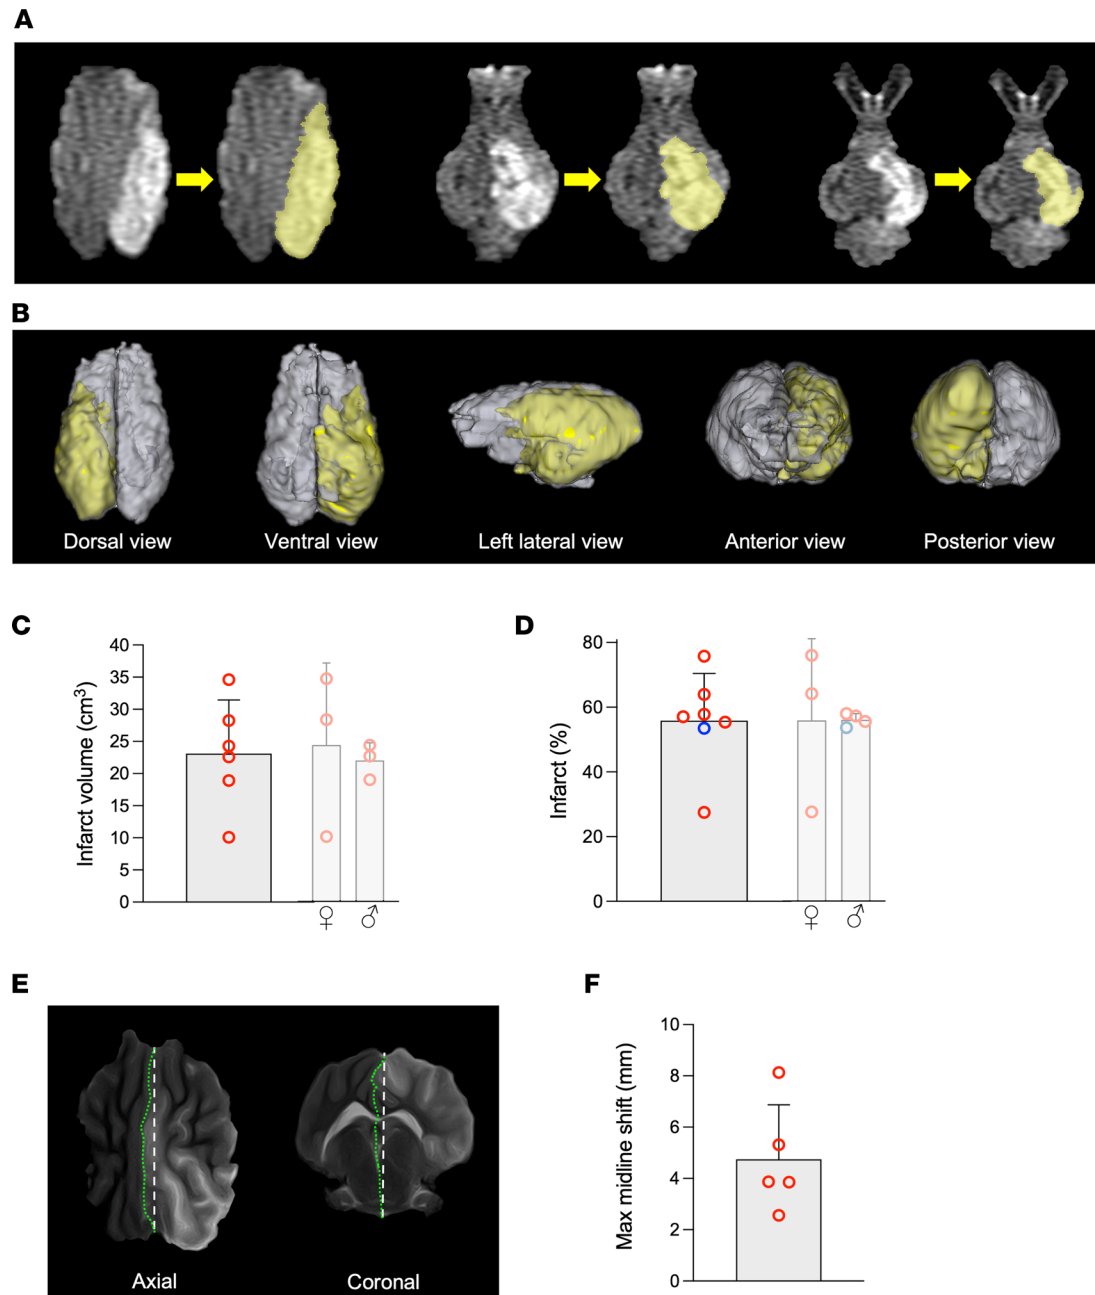 A
B
Dorsal view
Ventral view
Left lateral view
Anterior view
Posterior view
C
Infarct volume (cm³)
40
35
30
25
20
15
10
5
0
♀
♂
D
Infarct (%)
80
60
40
20
0
♀
♂
E
Axial
Coronal
F
Max midline shift (mm)
10
8
6
4
2
0